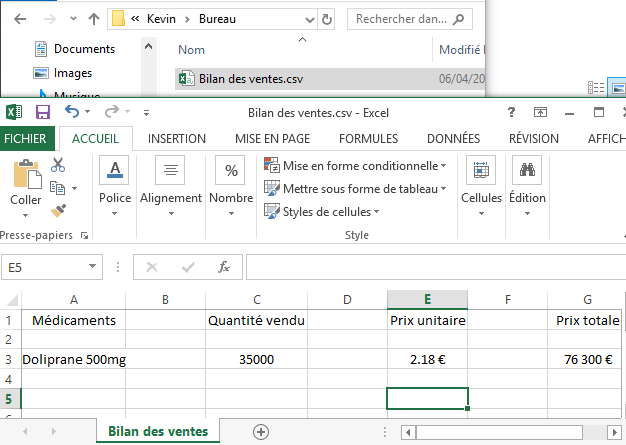 Kevin Bureau Rechercher dan...
Documents Nom Modifié l
Images Bilan des ventes.csv 06/04/20
Musique
Bilan des ventes.csv - Excel ?
FICHIER ACCUEIL INSERTION MISE EN PAGE FORMULES DONNÉES RÉVISION AFFICH
Coller Police Alignement % Nombre Mise en forme conditionnelle Cellules Édition
Mettre sous forme de tableau
Styles de cellules
Presse-papiers Style
E5 fx
A B C D E F G
1 Médicaments Quantité vendu Prix unitaire Prix totale
2
3 Doliprane 500mg 35000 2.18 € 76 300 €
4
5
Bilan des ventes